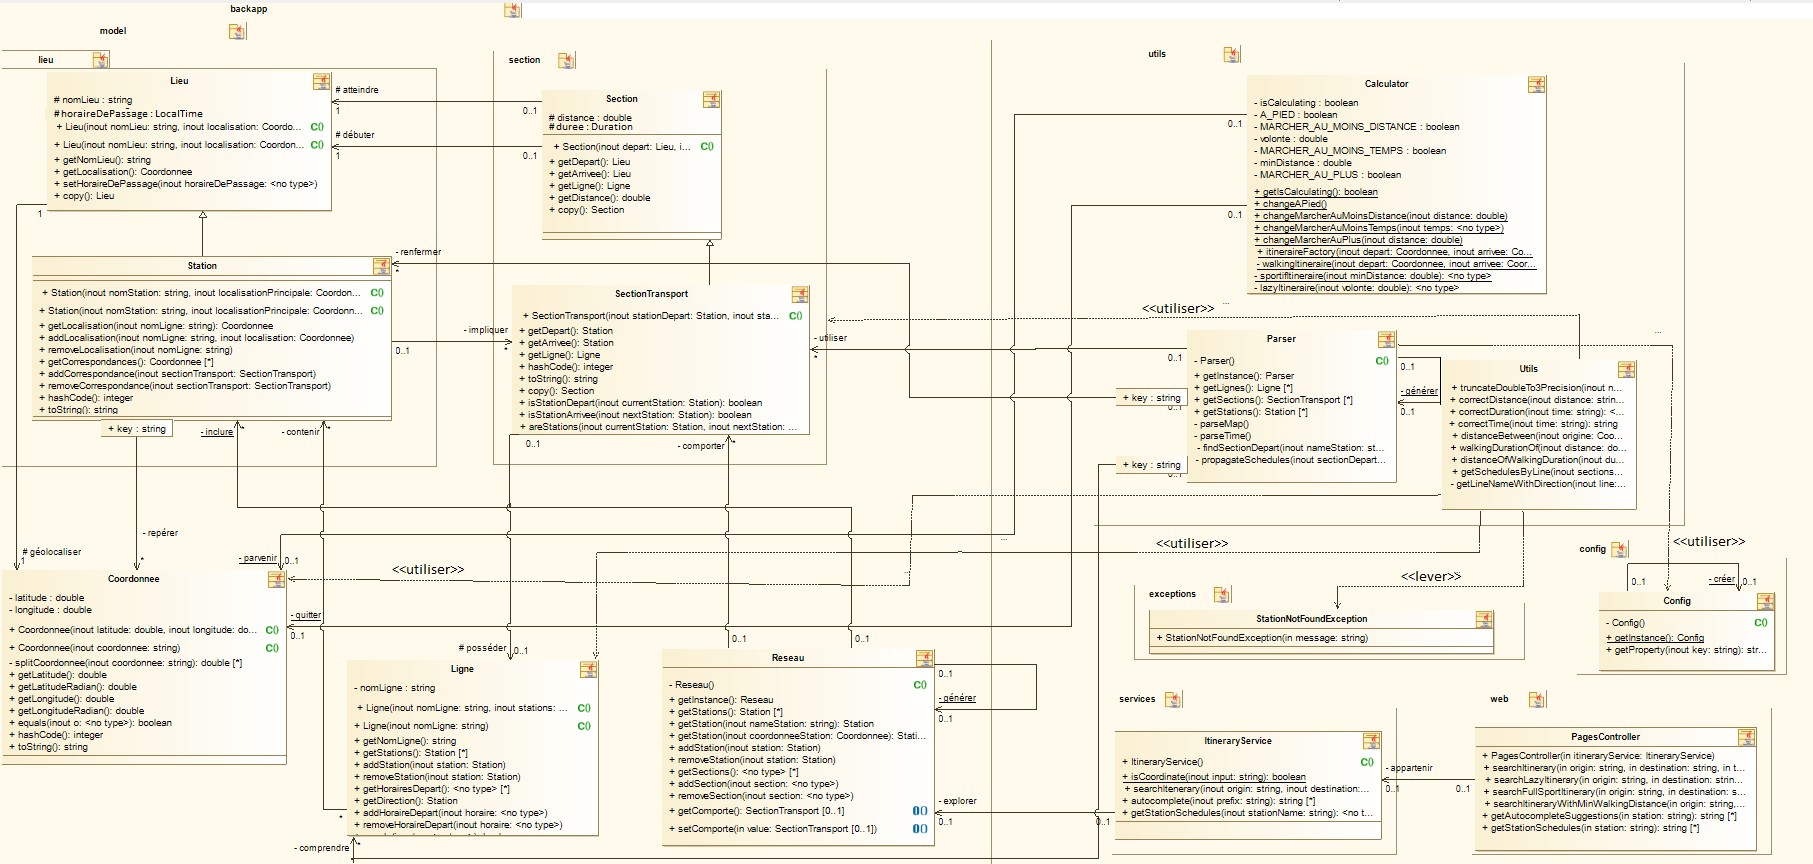 backapp
model
lieu
Lieu
# nomLieu : string
#horaireDePassage : LocalTime
+ Lieu(inout nomLieu: string, inout localisation: Coordo... C()
+ Lieu(inout nomLieu: string, inout localisation: Coordon... C()
+ getNomLieu(): string
+ getLocalisation(): Coordonnee
+ setHoraireDePassage(inout horaireDePassage: <no type>)
+ copy(): Lieu
# atteindre
1
0..1
# débuter
1
0..1
section
Section
# distance : double
# duree : Duration
+ Section(inout depart: Lieu, i... C()
+ getDepart(): Lieu
+ getArrivee(): Lieu
+ getLigne(): Ligne
+ getDistance(): double
+ copy(): Section
1
Station
+ Station(inout nomStation: string, inout localisationPrincipale: Coordon... C()
+ Station(inout nomStation: string, inout localisationPrincipale: Coordonn... C()
+ getLocalisation(inout nomLigne: string): Coordonnee
+ addLocalisation(inout nomLigne: string, inout localisation: Coordonnee)
+ removeLocalisation(inout nomLigne: string)
+ getCorrespondances(): Coordonnee [*]
+ addCorrespondance(inout sectionTransport: SectionTransport)
+ removeCorrespondance(inout sectionTransport: SectionTransport)
+ hashCode(): integer
+ toString(): string
+ key : string
- renfermer
*
- impliquer
*
0..1
SectionTransport
+ SectionTransport(inout stationDepart: Station, inout sta... C()
+ getDepart(): Station
+ getArrivee(): Station
+ getLigne(): Ligne
+ hashCode(): integer
+ toString(): string
+ copy(): Section
+ isStationDepart(inout currentStation: Station): boolean
+ isStationArrivee(inout nextStation: Station): boolean
+ areStations(inout currentStation: Station, inout nextStation: ...
0..1
- comporter
*
- utiliser
*
- inclure
*
- contenir
*
utils
Calculator
- isCalculating : boolean
- A_PIED : boolean
- MARCHER_AU_MOINS_DISTANCE : boolean
- volonte : double
- MARCHER_AU_MOINS_TEMPS : boolean
- minDistance : double
- MARCHER_AU_PLUS : boolean
+ getIsCalculating(): boolean
+ changeAPied()
+ changeMarcherAuMoinsDistance(inout distance: double)
+ changeMarcherAuMoinsTemps(inout temps: <no type>)
+ changeMarcherAuPlus(inout distance: double)
+ itineraireFactory(inout depart: Coordonnee, inout arrivee: Co...
- walkingItineraire(inout depart: Coordonnee, inout arrivee: Coor...
- sportifItineraire(inout minDistance: double): <no type>
- lazyItineraire(inout volonte: double): <no type>
0..1
0..1
<<utiliser>>
...
...
Parser
- Parser() C()
+ getInstance(): Parser
+ getLignes(): Ligne [*]
+ getSections(): SectionTransport [*]
+ getStations(): Station [*]
- parseMap()
- parseTime()
- findSectionDepart(inout nameStation: st...
- propagateSchedules(inout sectionDepart...
0..1
+ key : string
0..1
+ key : string
0..1
0..1
- générer
0..1
Utils
+ truncateDoubleTo3Precision(inout n...
+ correctDistance(inout distance: strin...
+ correctDuration(inout time: string): <...
+ correctTime(inout time: string): string
+ distanceBetween(inout origine: Coo...
+ walkingDurationOf(inout distance: do...
+ distanceOfWalkingDuration(inout du...
+ getSchedulesByLine(inout sections...
- getLineNameWithDirection(inout line:...
...
<<utiliser>>
<<utiliser>>
<<lever>>
<<utiliser>>
# géolocaliser
1
- repérer
*
- parvenir
0..1
Coordonnee
- latitude : double
- longitude : double
+ Coordonnee(inout latitude: double, inout longitude: do... C()
+ Coordonnee(inout coordonnee: string) C()
- splitCoordonnee(inout coordonnee: string): double [*]
+ getLatitude(): double
+ getLatitudeRadian(): double
+ getLongitude(): double
+ getLongitudeRadian(): double
+ equals(inout o: <no type>): boolean
+ hashCode(): integer
+ toString(): string
- quitter
0..1
# posséder
0..1
Ligne
- nomLigne : string
+ Ligne(inout nomLigne: string, inout stations: ... C()
+ Ligne(inout nomLigne: string) C()
+ getNomLigne(): string
+ getStations(): Station [*]
+ addStation(inout station: Station)
+ removeStation(inout station: Station)
+ getHorairesDepart(): <no type> [*]
+ getDirection(): Station
+ addHoraireDepart(inout horaire: <no type>)
+ removeHoraireDepart(inout horaire: <no type>)
*
- comprendre
*
0..1
0..1
Reseau
- Reseau() C()
+ getInstance(): Reseau
+ getStations(): Station [*]
+ getStation(inout nameStation: string): Station
+ getStation(inout coordonneeStation: Coordonnee): Stati...
+ addStation(inout station: Station)
+ removeStation(inout station: Station)
+ getSections(): <no type> [*]
+ addSection(inout section: <no type>)
+ removeSection(inout section: <no type>)
+ getComporte(): SectionTransport [0..1]
+ setComporte(in value: SectionTransport [0..1])
0..1
- générer
0..1
- explorer
0..1
0..1
exceptions
StationNotFoundException
+ StationNotFoundException(in message: string)
config
0..1
- créer
0..1
Config
- Config() C()
+ getInstance(): Config
+ getProperty(inout key: string): str...
services
ItineraryService
+ ItineraryService() C()
+ isCoordinate(inout input: string): boolean
+ searchItinerary(inout origin: string, inout destination:...
+ autocomplete(inout prefix: string): string [*]
+ getStationSchedules(inout stationName: string): <no t...
- appartenir
0..1
0..1
web
PagesController
+ PagesController(in itineraryService: ItineraryService)
+ searchItinerary(in origin: string, in destination: string, in t...
+ searchLazyItinerary(in origin: string, in destination: strin...
+ searchFullSportItinerary(in origin: string, in destination: s...
+ searchItineraryWithMinWalkingDistance(in origin: string,...
+ getAutocompleteSuggestions(in station: string): string [*]
+ getStationSchedules(in station: string): string [*]